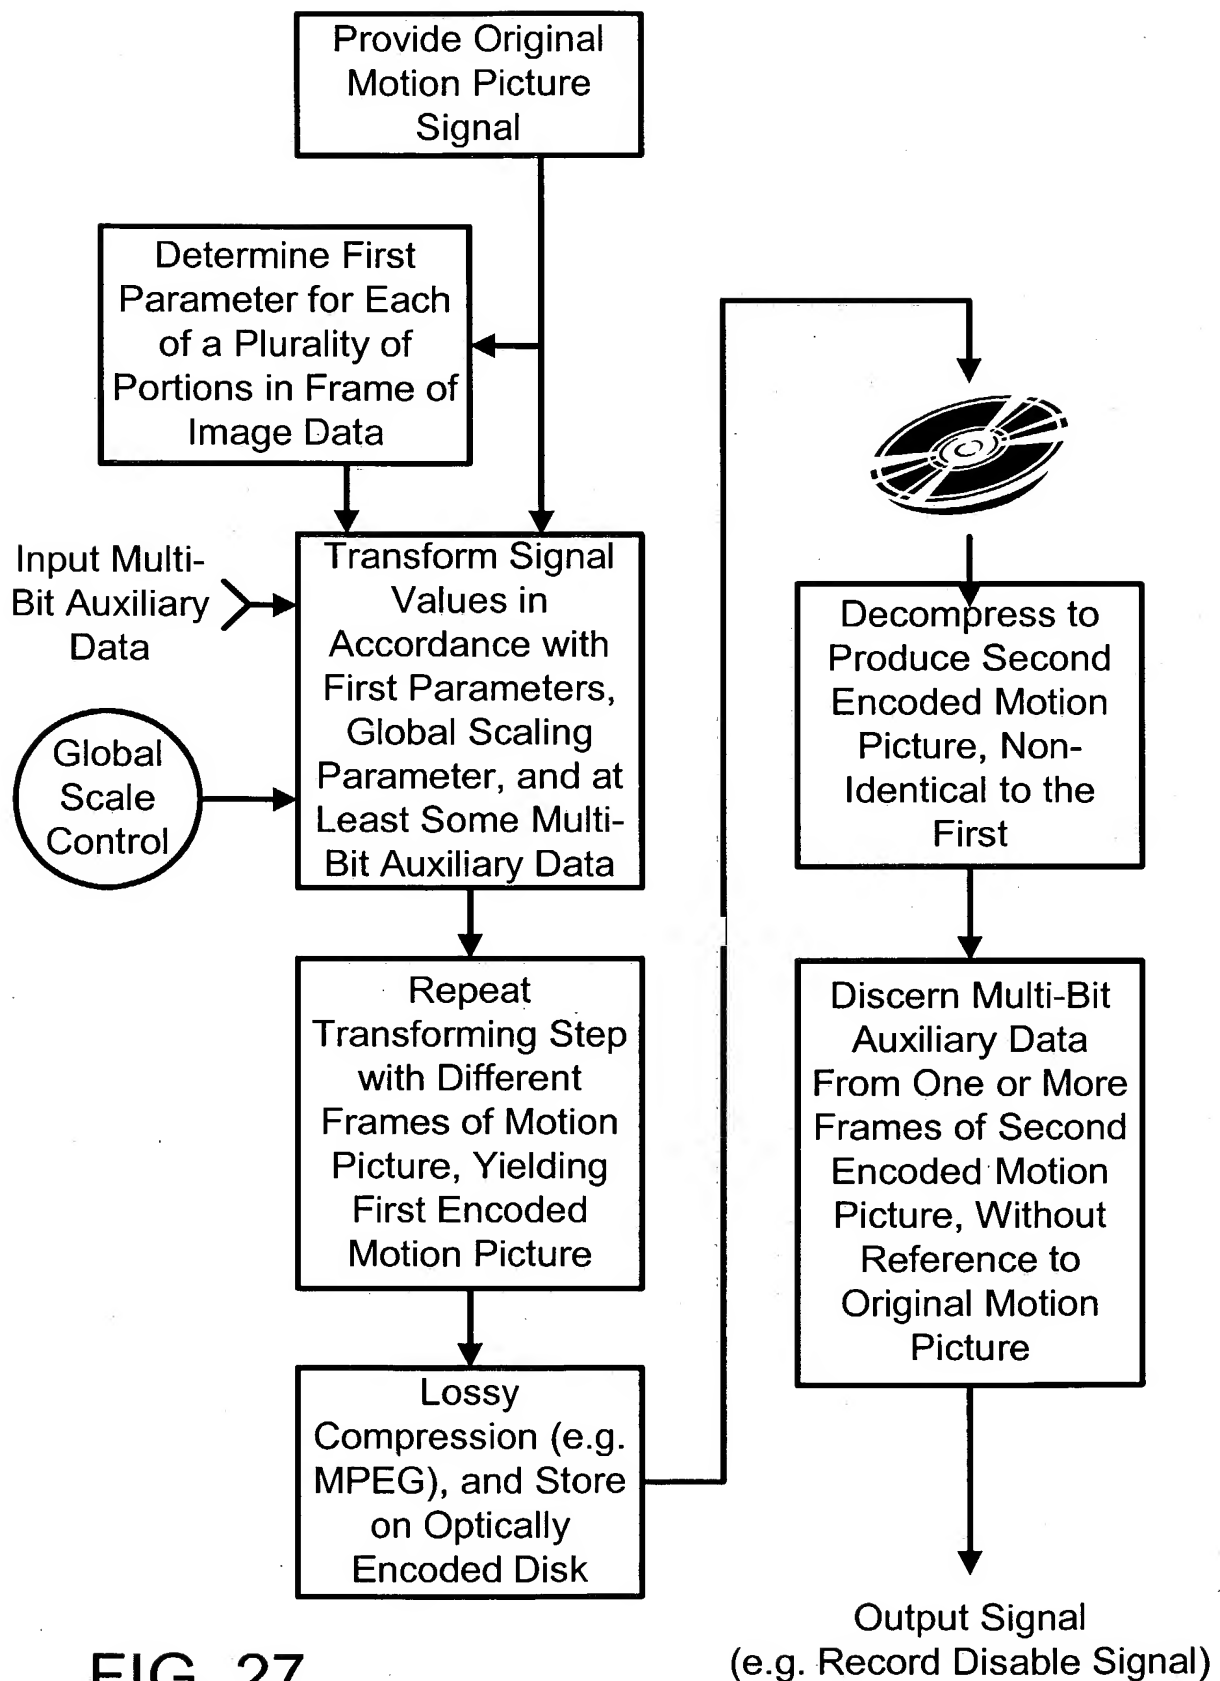 Provide Original
Motion Picture
Signal
Determine First
Parameter for Each
of a Plurality of
Portions in Frame of
Image Data
Input Multi-
Bit Auxiliary
Data
Global
Scale
Control
Transform Signal
Values in
Accordance with
First Parameters,
Global Scaling
Parameter, and at
Least Some Multi-
Bit Auxiliary Data
Repeat
Transforming Step
with Different
Frames of Motion
Picture, Yielding
First Encoded
Motion Picture
Lossy
Compression (e.g.
MPEG), and Store
on Optically
Encoded Disk
Decompress to
Produce Second
Encoded Motion
Picture, Non-
Identical to the
First
Discern Multi-Bit
Auxiliary Data
From One or More
Frames of Second
Encoded Motion
Picture, Without
Reference to
Original Motion
Picture
Output Signal
(e.g. Record Disable Signal)
FIG. 27